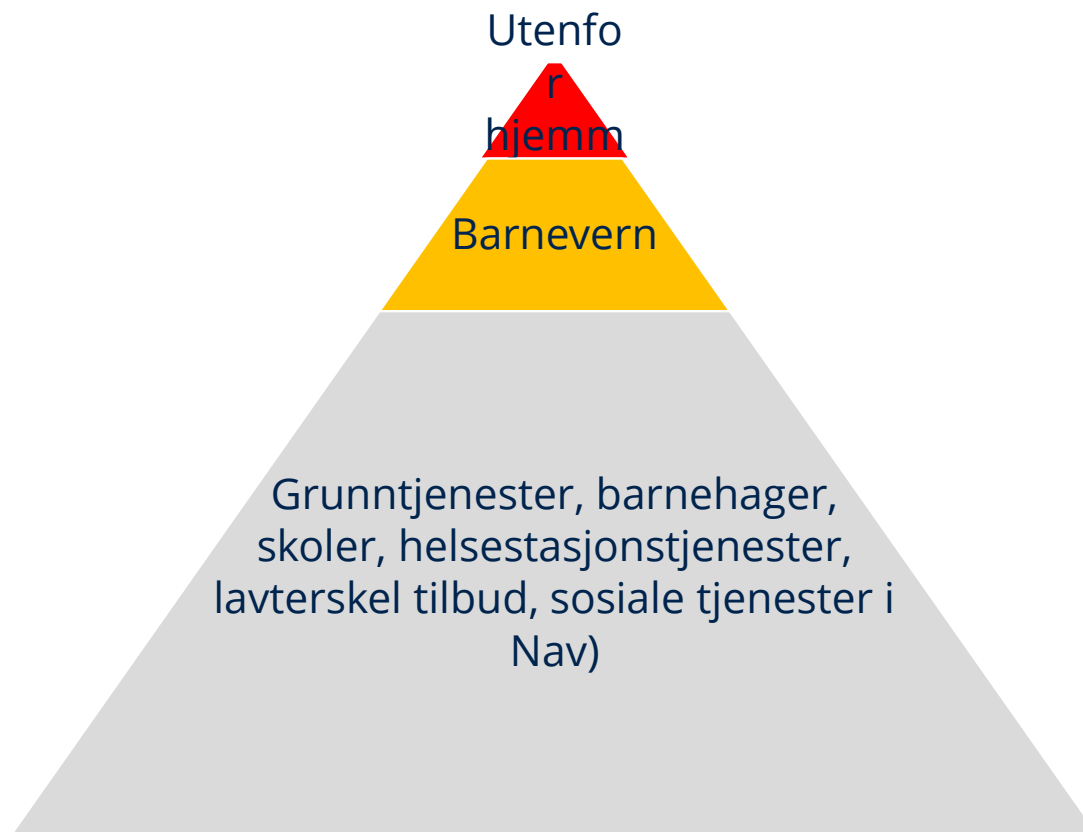 Utenfo
r
hjemm
Barnevern
Grunntjenester, barnehager,
skoler, helsestasjonstjenester,
lavterskel tilbud, sosiale tjenester i
Nav)